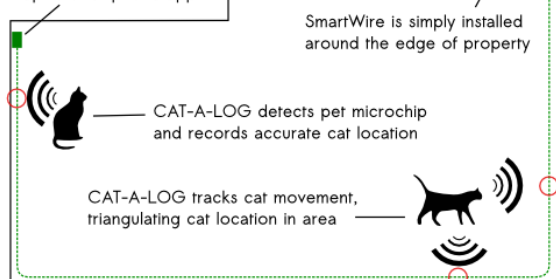 SmartWire is simply installed
around the edge of property
CAT-A-LOG detects pet microchip
and records accurate cat location
CAT-A-LOG tracks cat movement,
triangulating cat location in area